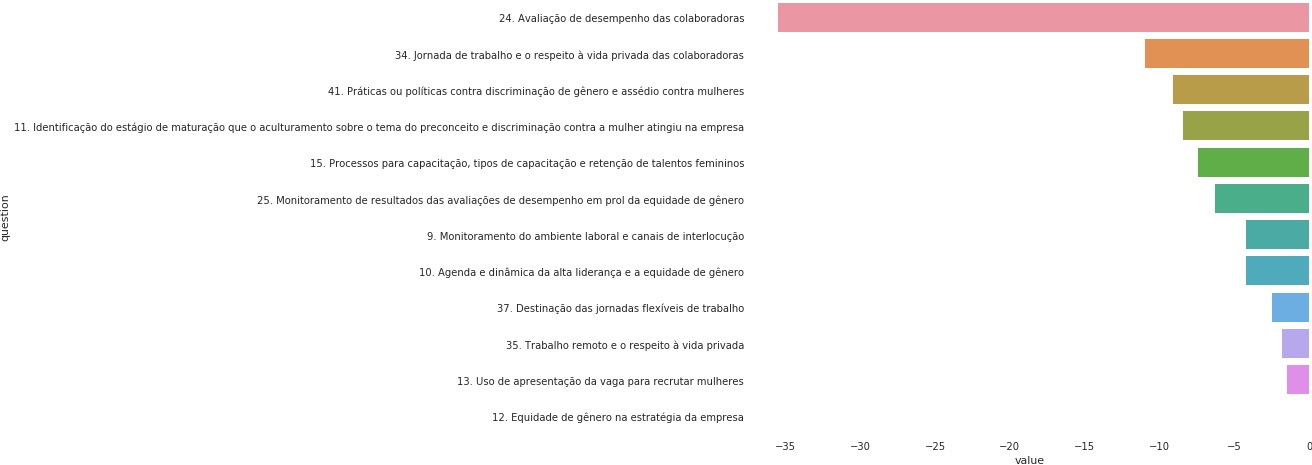 24. Avaliação de desempenho das colaboradoras
34. Jornada de trabalho e o respeito à vida privada das colaboradoras
41. Práticas ou políticas contra discriminação de gênero e assédio contra mulheres
11. Identificação do estágio de maturação que o aculturamento sobre o tema do preconceito e discriminação contra a mulher atingiu na empresa
15. Processos para capacitação, tipos de capacitação e retenção de talentos femininos
25. Monitoramento de resultados das avaliações de desempenho em prol da equidade de gênero
9. Monitoramento do ambiente laboral e canais de interlocução
10. Agenda e dinâmica da alta liderança e a equidade de gênero
37. Destinação das jornadas flexíveis de trabalho
35. Trabalho remoto e o respeito à vida privada
13. Uso de apresentação da vaga para recrutar mulheres
12. Equidade de gênero na estratégia da empresa
question
−35 −30 −25 −20 −15 −10 −5 0
value